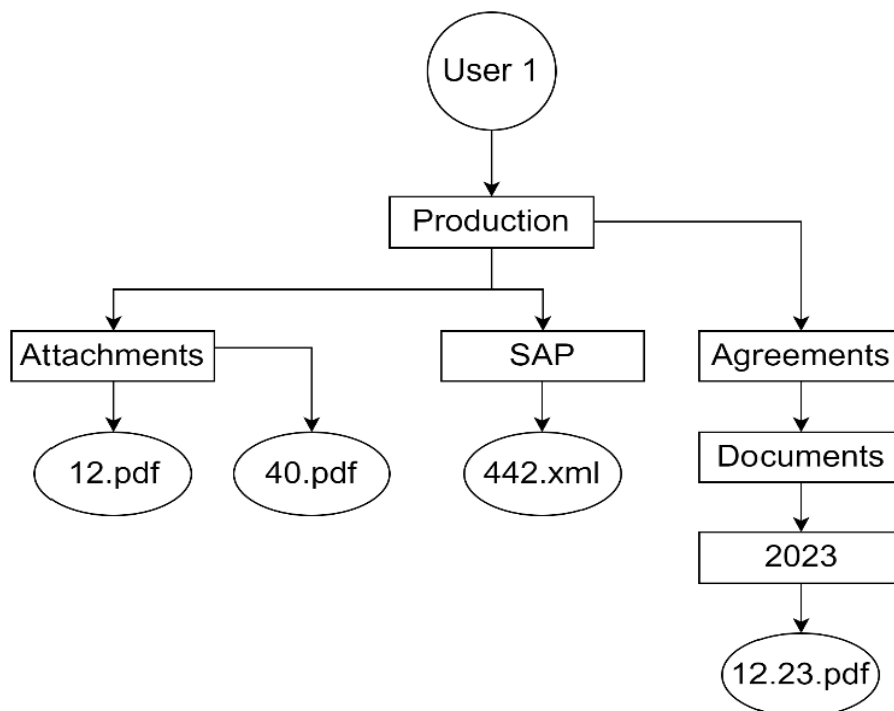 User 1
Production
Attachments
SAP
Agreements
12.pdf
40.pdf
442.xml
Documents
2023
12.23.pdf